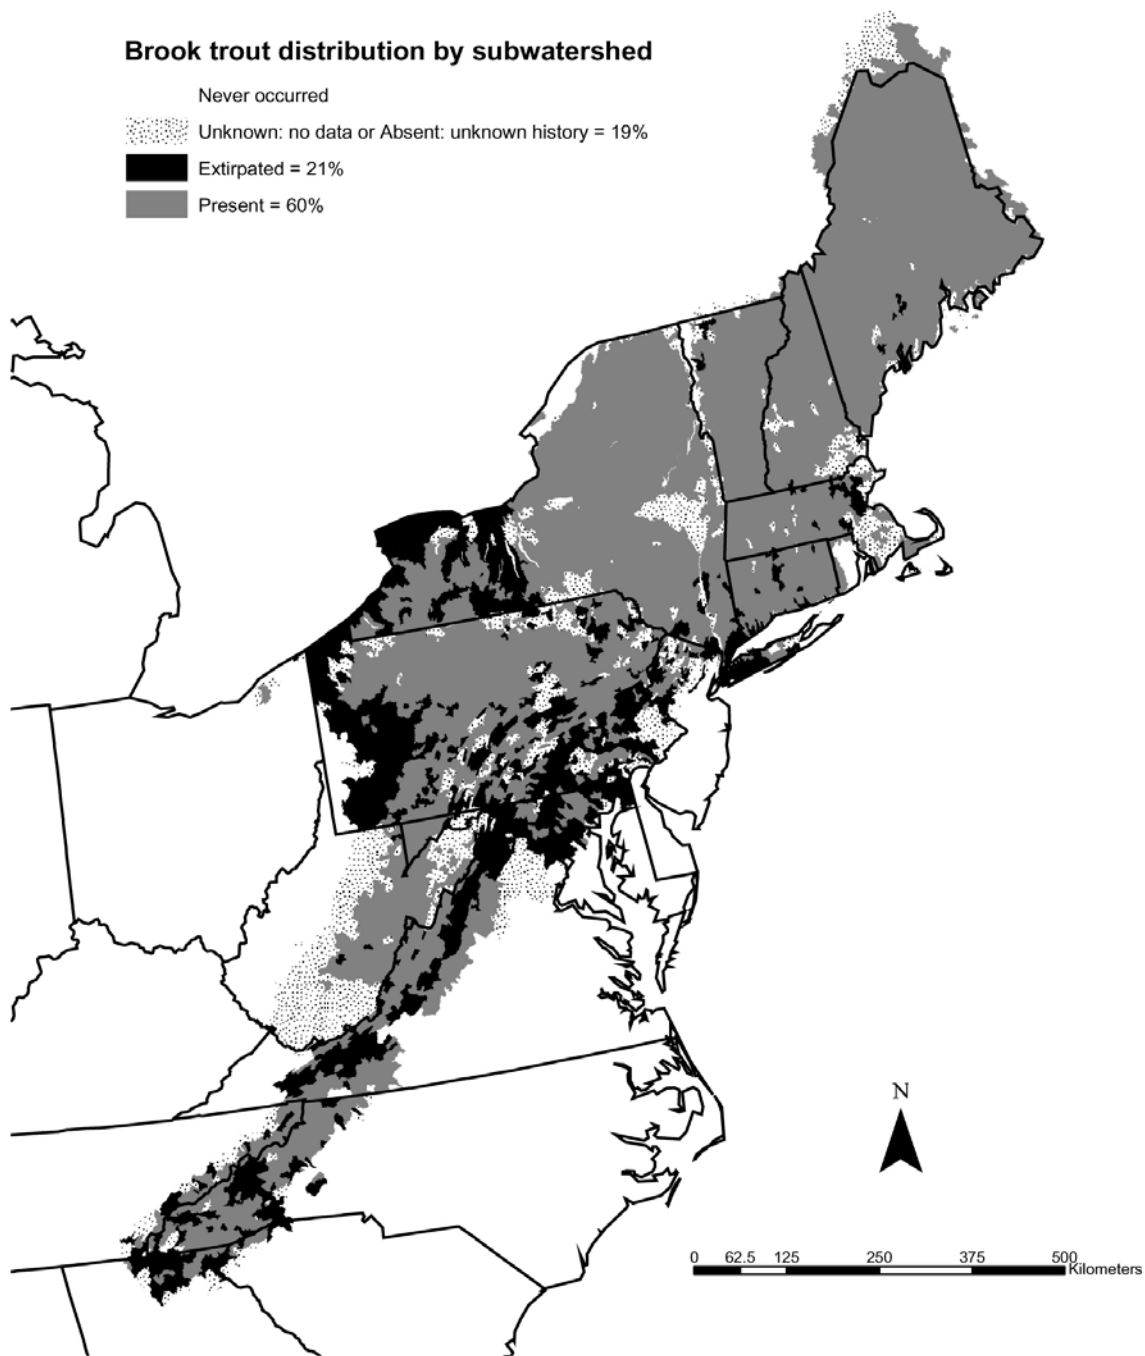 Brook trout distribution by subwatershed
Never occurred
Unknown: no data or Absent: unknown history = 19%
Extirpated = 21%
Present = 60%
N
0 62.5 125 250 375 500
Kilometers